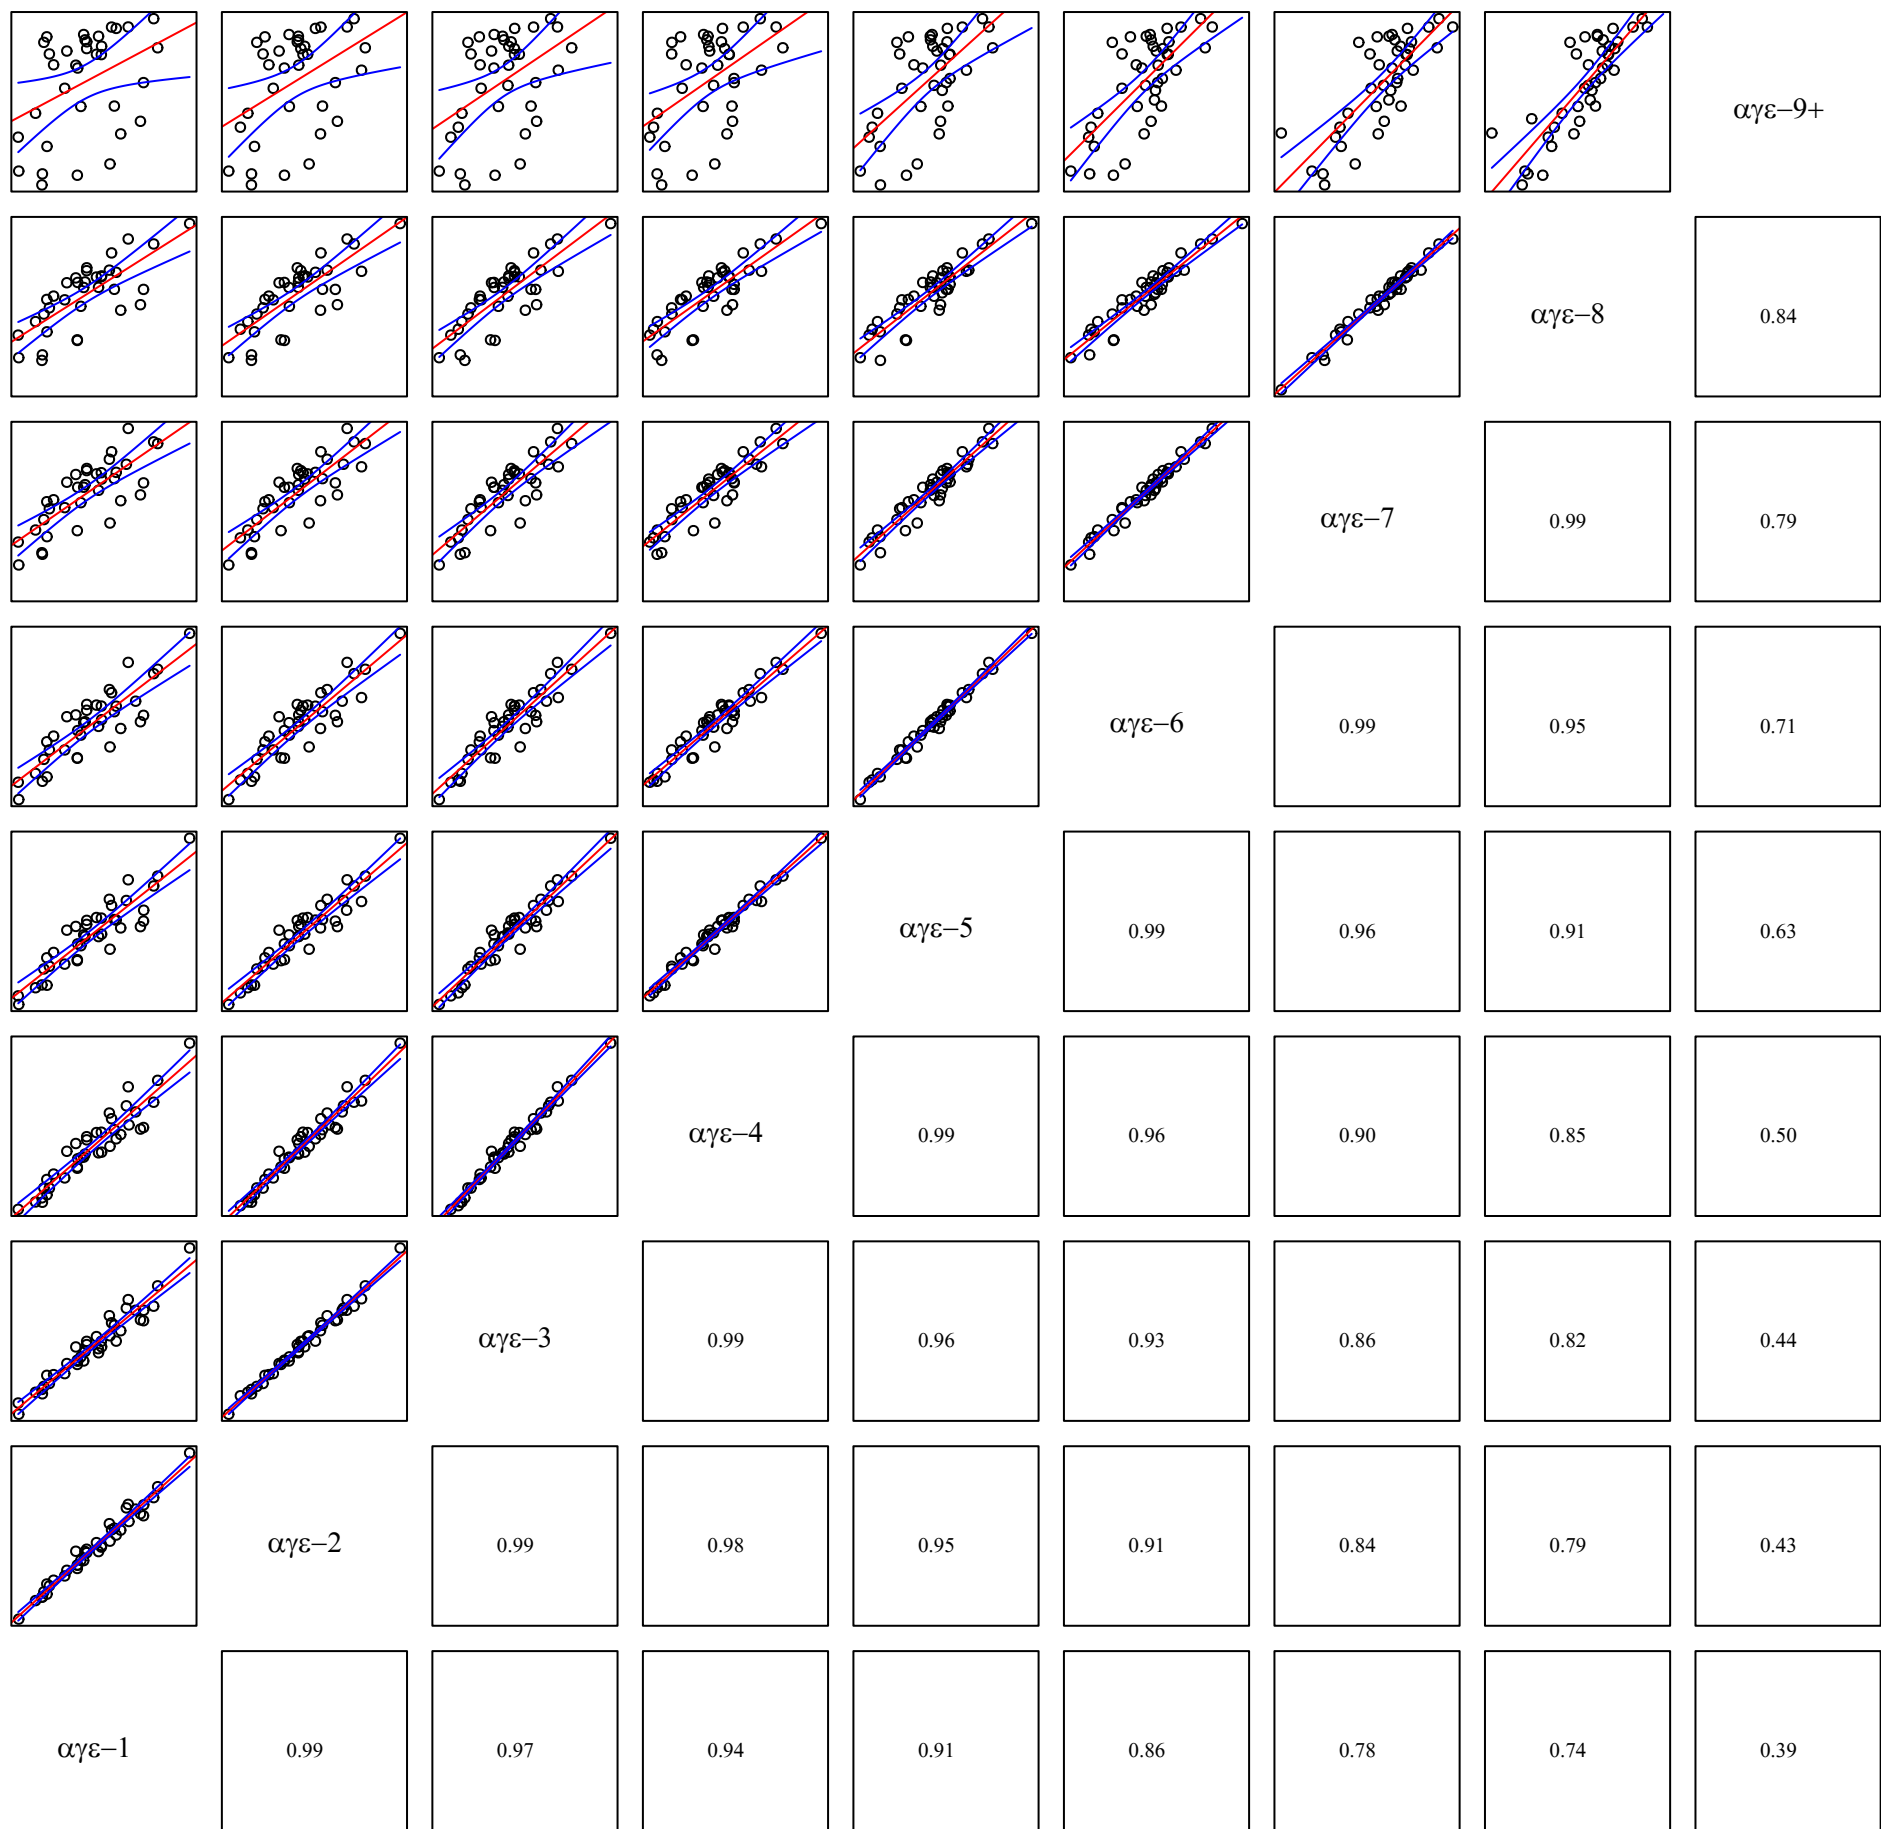 αγε−9+
αγε−8 0.84
αγε−7 0.99 0.79
αγε−6 0.99 0.95 0.71
αγε−5 0.99 0.96 0.91 0.63
αγε−4 0.99 0.96 0.90 0.85 0.50
αγε−3 0.99 0.96 0.93 0.86 0.82 0.44
αγε−2 0.99 0.98 0.95 0.91 0.84 0.79 0.43
αγε−1 0.99 0.97 0.94 0.91 0.86 0.78 0.74 0.39